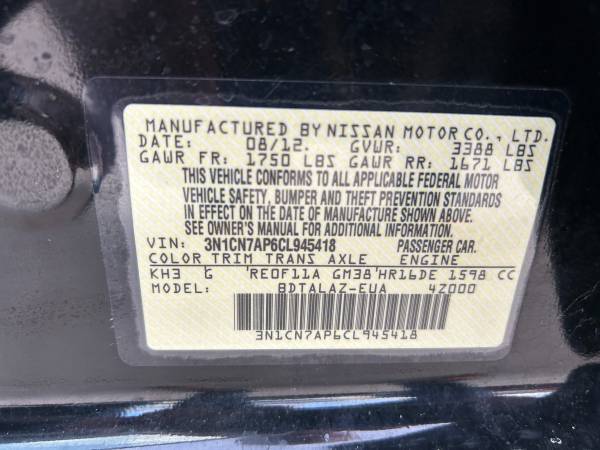 MANUFACTURED BY NISSAN MOTOR CO., LTD.
DATE: 08/12. GVWR: 3388 LBS
GAWR FR: 1750 LBS GAWR RR: 1671 LBS
THIS VEHICLE CONFORMS TO ALL APPLICABLE FEDERAL MOTOR
VEHICLE SAFETY, BUMPER AND THEFT PREVENTION STANDARDS
IN EFFECT ON THE DATE OF MANUFACTURE SHOWN ABOVE.
SEE OWNER'S MANUAL FOR ADDITIONAL INFORMATION.
VIN: 3N1CN7AP6CL945418 PASSENGER CAR.
COLOR TRIM TRANS AXLE ENGINE
KH3 G RE0F11A GM38 HR16DE 1598 CC
MODEL: BDTALAZ-EUA 4Z000
3N1CN7AP6CL945418